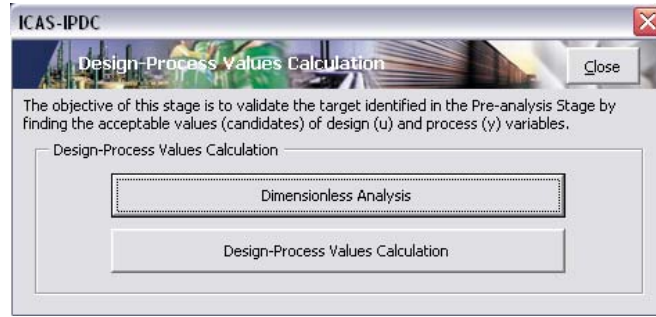 ICAS-IPDC
Design-Process Values Calculation
Close
The objective of this stage is to validate the target identified in the Pre-analysis Stage by
finding the acceptable values (candidates) of design (u) and process (y) variables.
Design-Process Values Calculation
Dimensionless Analysis
Design-Process Values Calculation